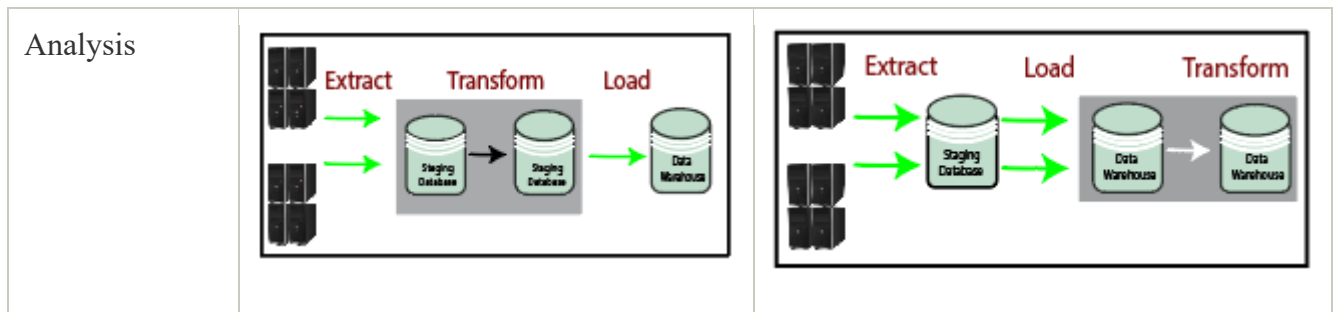 Analysis
Extract Transform Load
Staging
Database
Staging
Database
Data
Warehouse
Extract Load Transform
Staging
Database
Data
Warehouse
Data
Warehouse